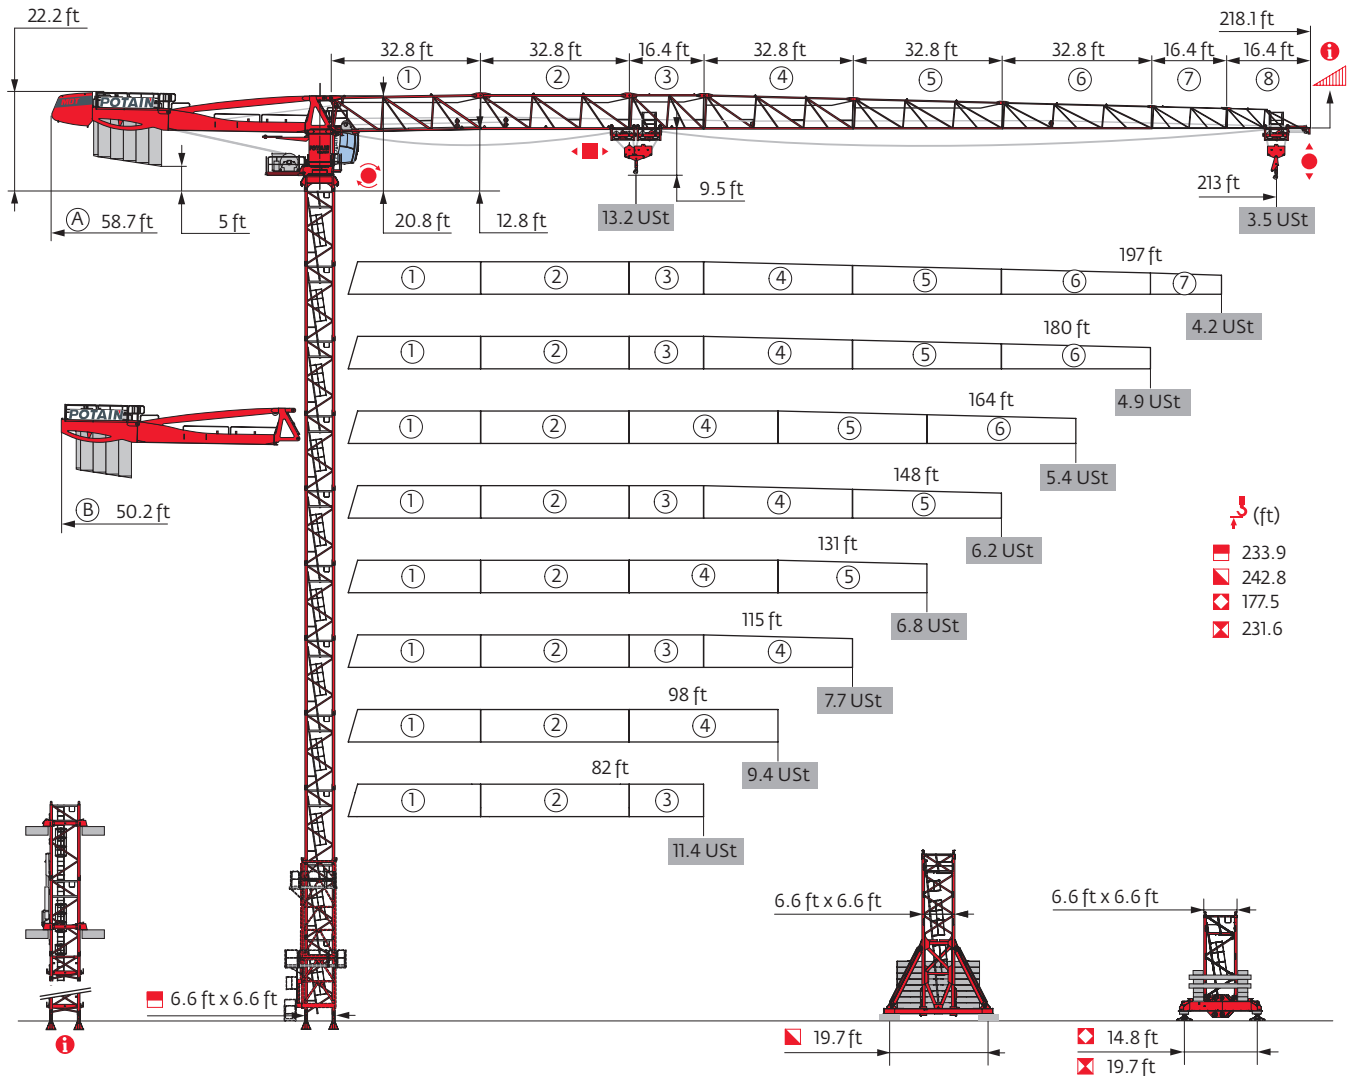 22.2 ft
218.1 ft
32.8 ft 32.8 ft 16.4 ft 32.8 ft 32.8 ft 32.8 ft 16.4 ft 16.4 ft
1 2 3 4 5 6 7 8
i
POTAIN
9.5 ft
213 ft
A 58.7 ft
5 ft
20.8 ft
12.8 ft
13.2 USt
3.5 USt
197 ft
1 2 3 4 5 6 7
4.2 USt
180 ft
1 2 3 4 5 6
4.9 USt
POTAIN
164 ft
1 2 4 5 6
5.4 USt
B 50.2 ft
148 ft
1 2 3 4 5
6.2 USt
(ft)
233.9
242.8
177.5
231.6
131 ft
1 2 4 5
6.8 USt
115 ft
1 2 3 4
7.7 USt
98 ft
1 2 4
9.4 USt
82 ft
1 2 3
11.4 USt
6.6 ft x 6.6 ft
6.6 ft x 6.6 ft
6.6 ft x 6.6 ft
i
19.7 ft
14.8 ft
19.7 ft